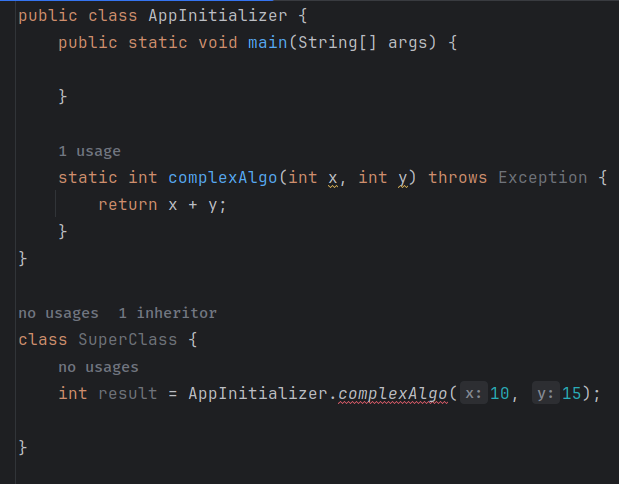 public class AppInitializer {
    public static void main(String[] args) {
    }
    1 usage
    static int complexAlgo(int x, int y) throws Exception {
        return x + y;
    }
}
no usages  1 inheritor
class SuperClass {
    no usages
    int result = AppInitializer.complexAlgo( x: 10, y: 15);
}